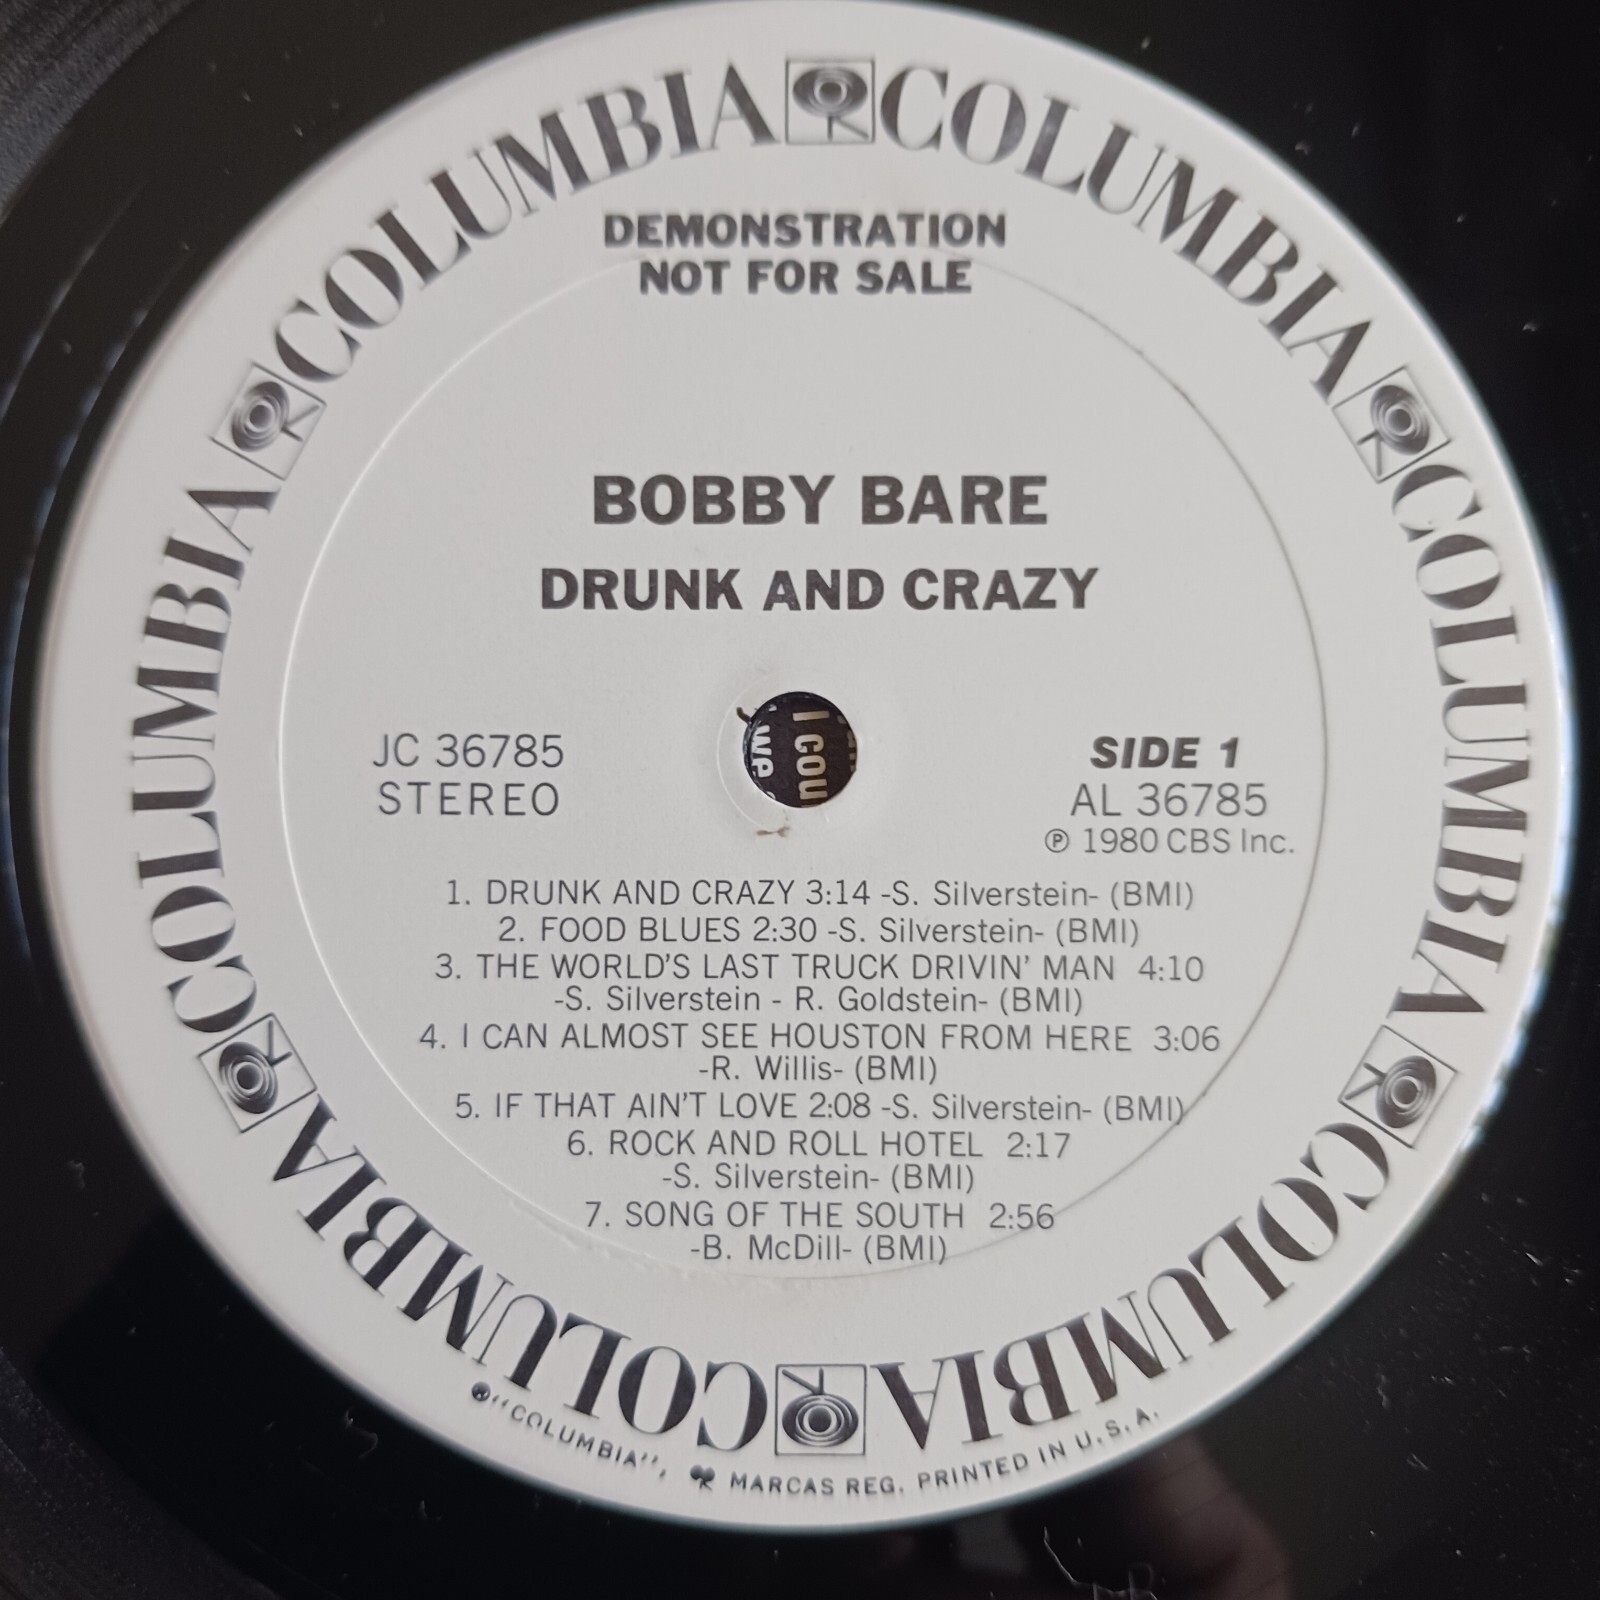 COLUMBIA COLUMBIA COLUMBIA COLUMBIA COLUMBIA COLUMBIA
DEMONSTRATION
NOT FOR SALE
BOBBY BARE
DRUNK AND CRAZY
I cou
we
JC 36785
STEREO
SIDE 1
AL 36785
Ⓟ 1980 CBS Inc.
1. DRUNK AND CRAZY 3:14 -S. Silverstein- (BMI)
2. FOOD BLUES 2:30 -S. Silverstein- (BMI)
3. THE WORLD'S LAST TRUCK DRIVIN' MAN 4:10
-S. Silverstein - R. Goldstein- (BMI)
4. I CAN ALMOST SEE HOUSTON FROM HERE 3:06
-R. Willis- (BMI)
5. IF THAT AIN'T LOVE 2:08 -S. Silverstein- (BMI)
6. ROCK AND ROLL HOTEL 2:17
-S. Silverstein- (BMI)
7. SONG OF THE SOUTH 2:56
-B. McDill- (BMI)
®"COLUMBIA", MARCAS REG. PRINTED IN U.S.A.